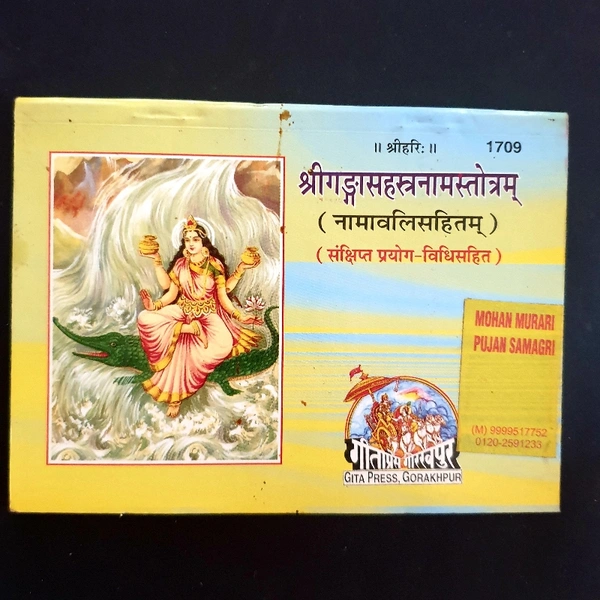 ॥ श्रीहरि: ॥ 1709
श्रीगङ्गासहस्त्रनामस्तोत्रम्
( नामावलिसहितम् )
( संक्षिप्त प्रयोग-विधिसहित )
MOHAN MURARI
PUJAN SAMAGRI
(M) 9999517752
0120-2591233
गीताप्रेस गोरखपुर
GITA PRESS, GORAKHPUR